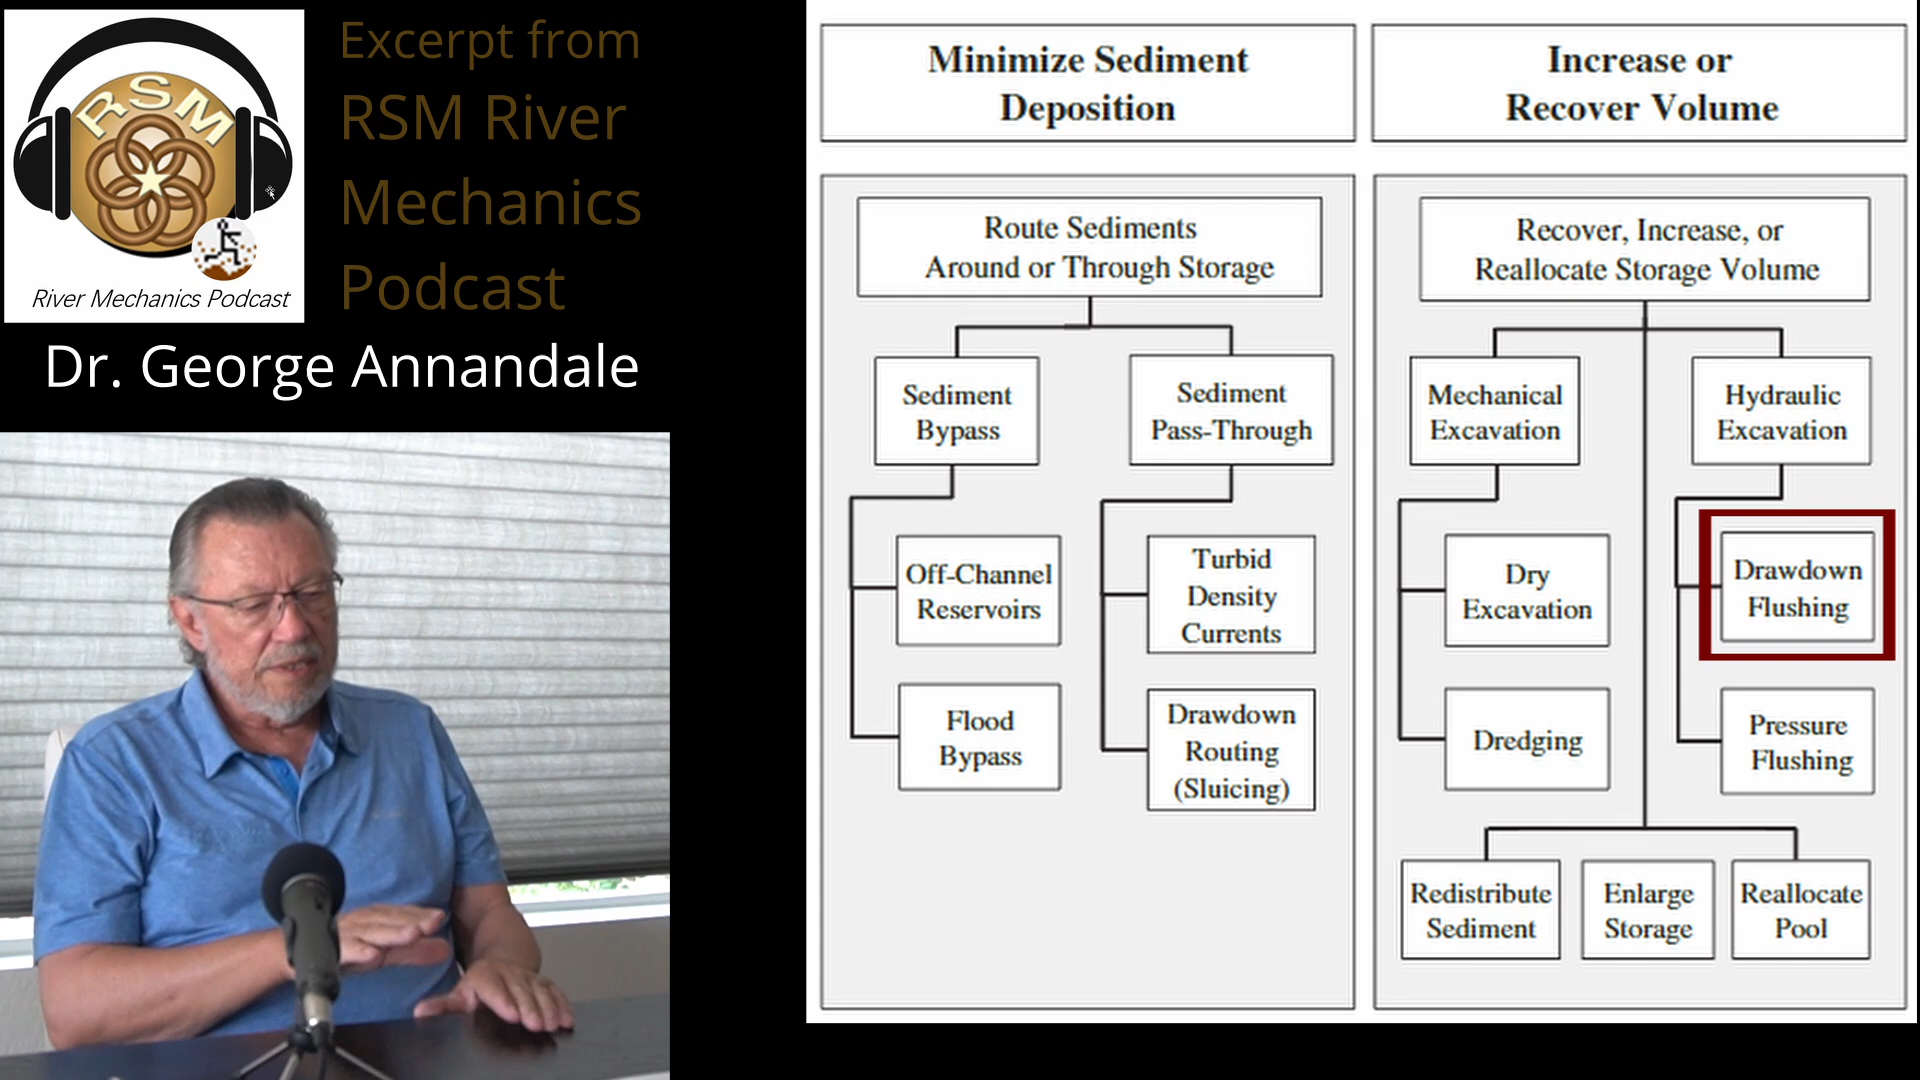 RSM
River Mechanics Podcast
Excerpt from
RSM River
Mechanics
Podcast
Dr. George Annandale
Minimize Sediment
Deposition
Route Sediments
Around or Through Storage
Sediment
Bypass
Sediment
Pass-Through
Off-Channel
Reservoirs
Flood
Bypass
Turbid
Density
Currents
Drawdown
Routing
(Sluicing)
Increase or
Recover Volume
Recover, Increase, or
Reallocate Storage Volume
Mechanical
Excavation
Hydraulic
Excavation
Dry
Excavation
Dredging
Drawdown
Flushing
Pressure
Flushing
Redistribute
Sediment
Enlarge
Storage
Reallocate
Pool